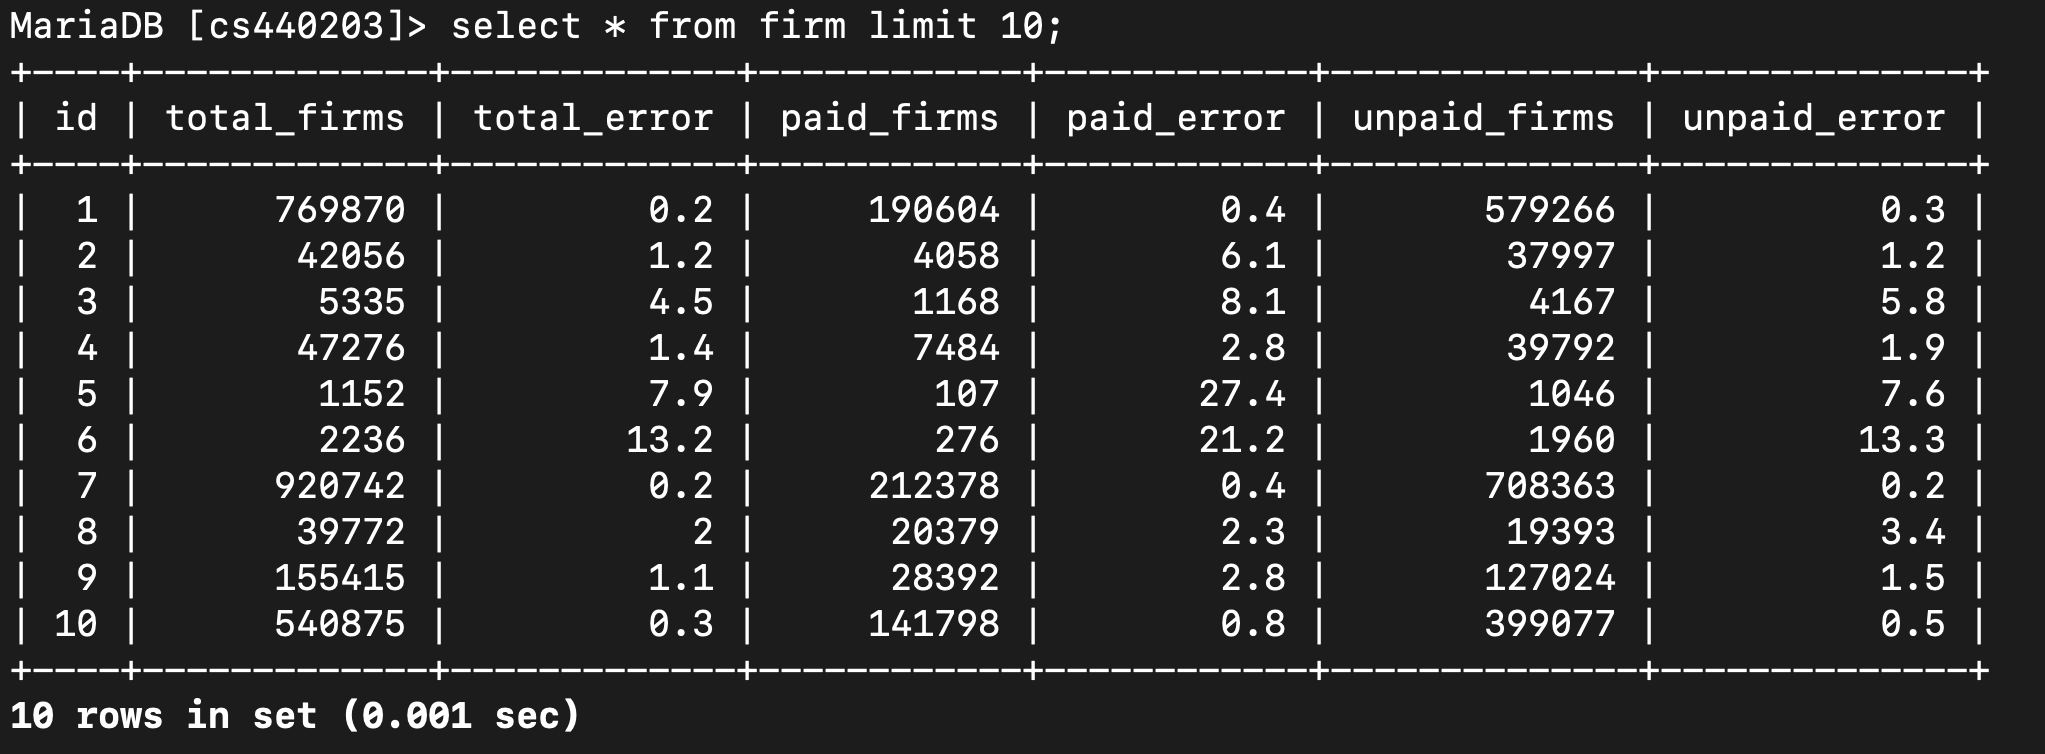 MariaDB [cs440203]> select * from firm limit 10;
+----+-------------+-------------+------------+------------+--------------+--------------+
| id | total_firms | total_error | paid_firms | paid_error | unpaid_firms | unpaid_error |
+----+-------------+-------------+------------+------------+--------------+--------------+
|  1 |      769870 |         0.2 |     190604 |        0.4 |       579266 |          0.3 |
|  2 |       42056 |         1.2 |       4058 |        6.1 |        37997 |          1.2 |
|  3 |        5335 |         4.5 |       1168 |        8.1 |         4167 |          5.8 |
|  4 |       47276 |         1.4 |       7484 |        2.8 |        39792 |          1.9 |
|  5 |        1152 |         7.9 |        107 |       27.4 |         1046 |          7.6 |
|  6 |        2236 |        13.2 |        276 |       21.2 |         1960 |         13.3 |
|  7 |      920742 |         0.2 |     212378 |        0.4 |       708363 |          0.2 |
|  8 |       39772 |           2 |      20379 |        2.3 |        19393 |          3.4 |
|  9 |      155415 |         1.1 |      28392 |        2.8 |       127024 |          1.5 |
| 10 |      540875 |         0.3 |     141798 |        0.8 |       399077 |          0.5 |
+----+-------------+-------------+------------+------------+--------------+--------------+
10 rows in set (0.001 sec)